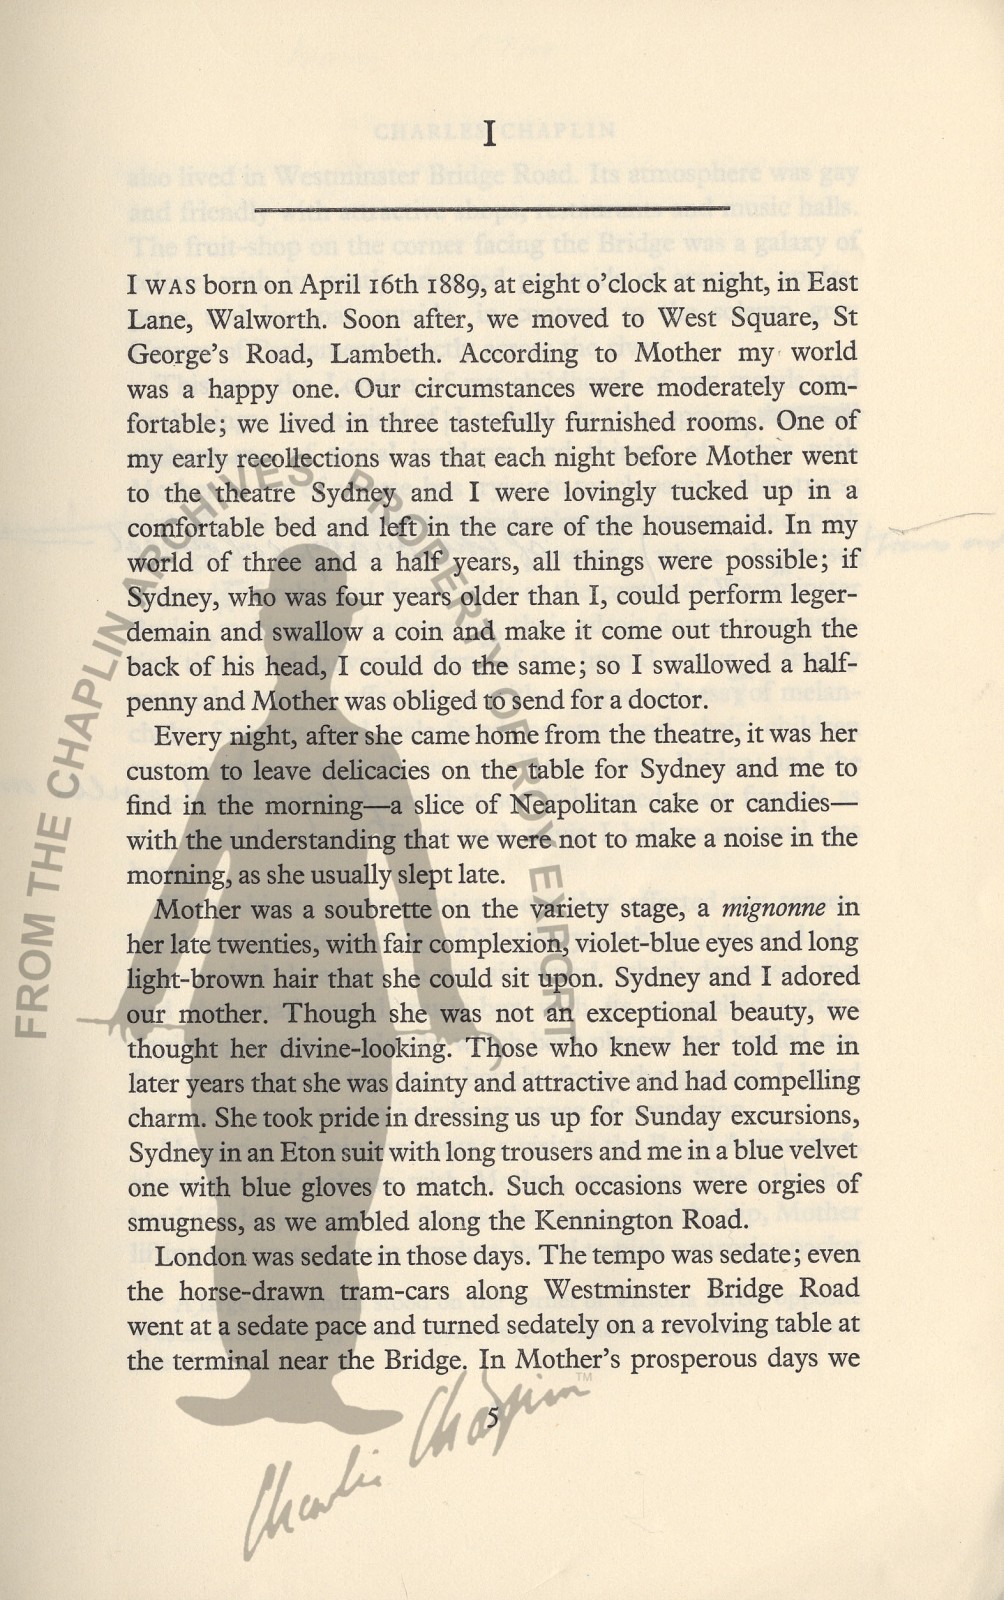 I
I WAS born on April 16th 1889, at eight o'clock at night, in East
Lane, Walworth. Soon after, we moved to West Square, St
George's Road, Lambeth. According to Mother my world
was a happy one. Our circumstances were moderately com-
fortable; we lived in three tastefully furnished rooms. One of
my early recollections was that each night before Mother went
to the theatre Sydney and I were lovingly tucked up in a
comfortable bed and left in the care of the housemaid. In my
world of three and a half years, all things were possible; if
Sydney, who was four years older than I, could perform leger-
demain and swallow a coin and make it come out through the
back of his head, I could do the same; so I swallowed a half-
penny and Mother was obliged to send for a doctor.
Every night, after she came home from the theatre, it was her
custom to leave delicacies on the table for Sydney and me to
find in the morning—a slice of Neapolitan cake or candies—
with the understanding that we were not to make a noise in the
morning, as she usually slept late.
Mother was a soubrette on the variety stage, a mignonne in
her late twenties, with fair complexion, violet-blue eyes and long
light-brown hair that she could sit upon. Sydney and I adored
our mother. Though she was not an exceptional beauty, we
thought her divine-looking. Those who knew her told me in
later years that she was dainty and attractive and had compelling
charm. She took pride in dressing us up for Sunday excursions,
Sydney in an Eton suit with long trousers and me in a blue velvet
one with blue gloves to match. Such occasions were orgies of
smugness, as we ambled along the Kennington Road.
London was sedate in those days. The tempo was sedate; even
the horse-drawn tram-cars along Westminster Bridge Road
went at a sedate pace and turned sedately on a revolving table at
the terminal near the Bridge. In Mother's prosperous days we
5
FROM THE CHAPLIN ARCHIVES PROPERTY OF ROY EXPORT
Charlie Chaplin™